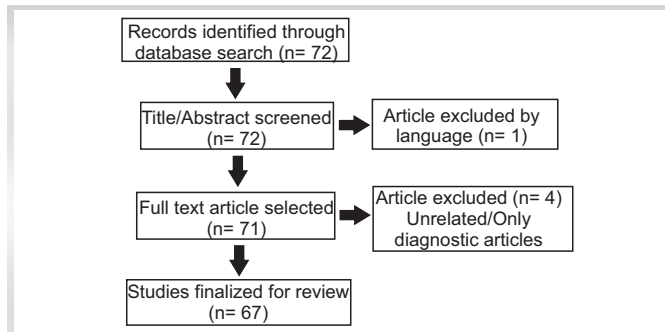 Records identified through
database search (n= 72)
Title/Abstract screened
(n= 72)
Article excluded by
language (n= 1)
Full text article selected
(n= 71)
Article excluded (n= 4)
Unrelated/Only
diagnostic articles
Studies finalized for review
(n= 67)